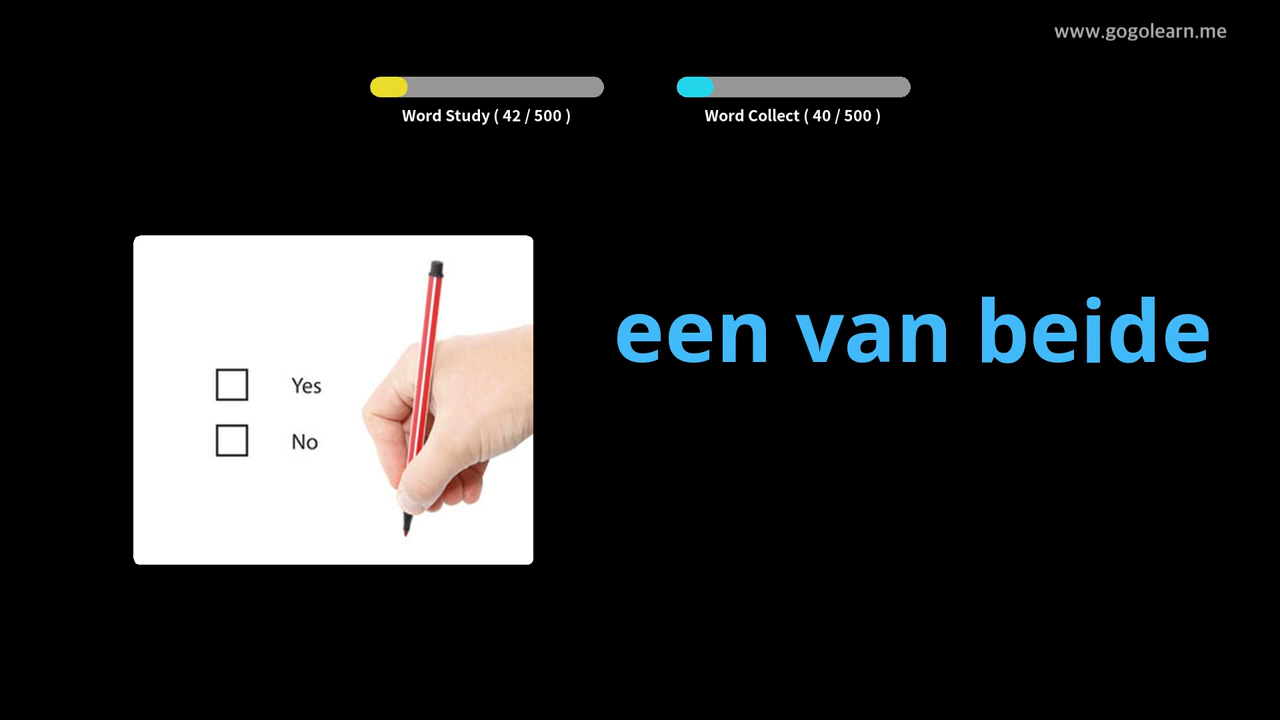 www.gogolearn.me
Word Study ( 42 / 500 )
Word Collect ( 40 / 500 )
een van beide
Yes
No